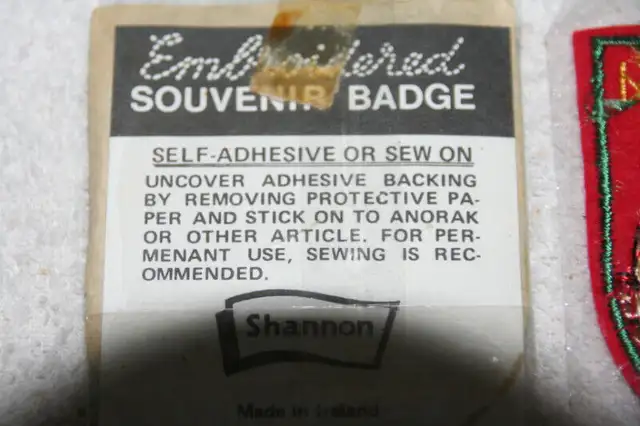 Embroidered
SOUVENIR BADGE
SELF-ADHESIVE OR SEW ON
UNCOVER ADHESIVE BACKING
BY REMOVING PROTECTIVE PA-
PER AND STICK ON TO ANORAK
OR OTHER ARTICLE. FOR PER-
MENANT USE, SEWING IS REC-
OMMENDED.
Shannon
Made in Ireland